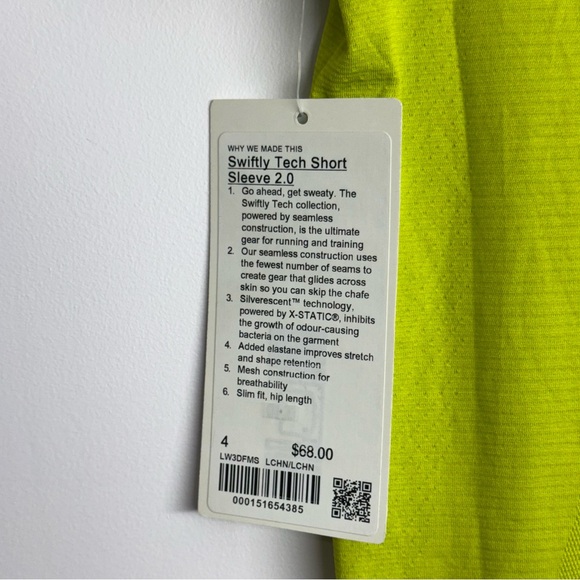 WHY WE MADE THIS
Swiftly Tech Short
Sleeve 2.0
1. Go ahead, get sweaty. The
Swiftly Tech collection,
powered by seamless
construction, is the ultimate
gear for running and training
2. Our seamless construction uses
the fewest number of seams to
create gear that glides across
skin so you can skip the chafe
3. Silverescent™ technology,
powered by X-STATIC®, inhibits
the growth of odour-causing
bacteria on the garment
4. Added elastane improves stretch
and shape retention
5. Mesh construction for
breathability
6. Slim fit, hip length
4 $68.00
LW3DFMS LCHN/LCHN
000151654385